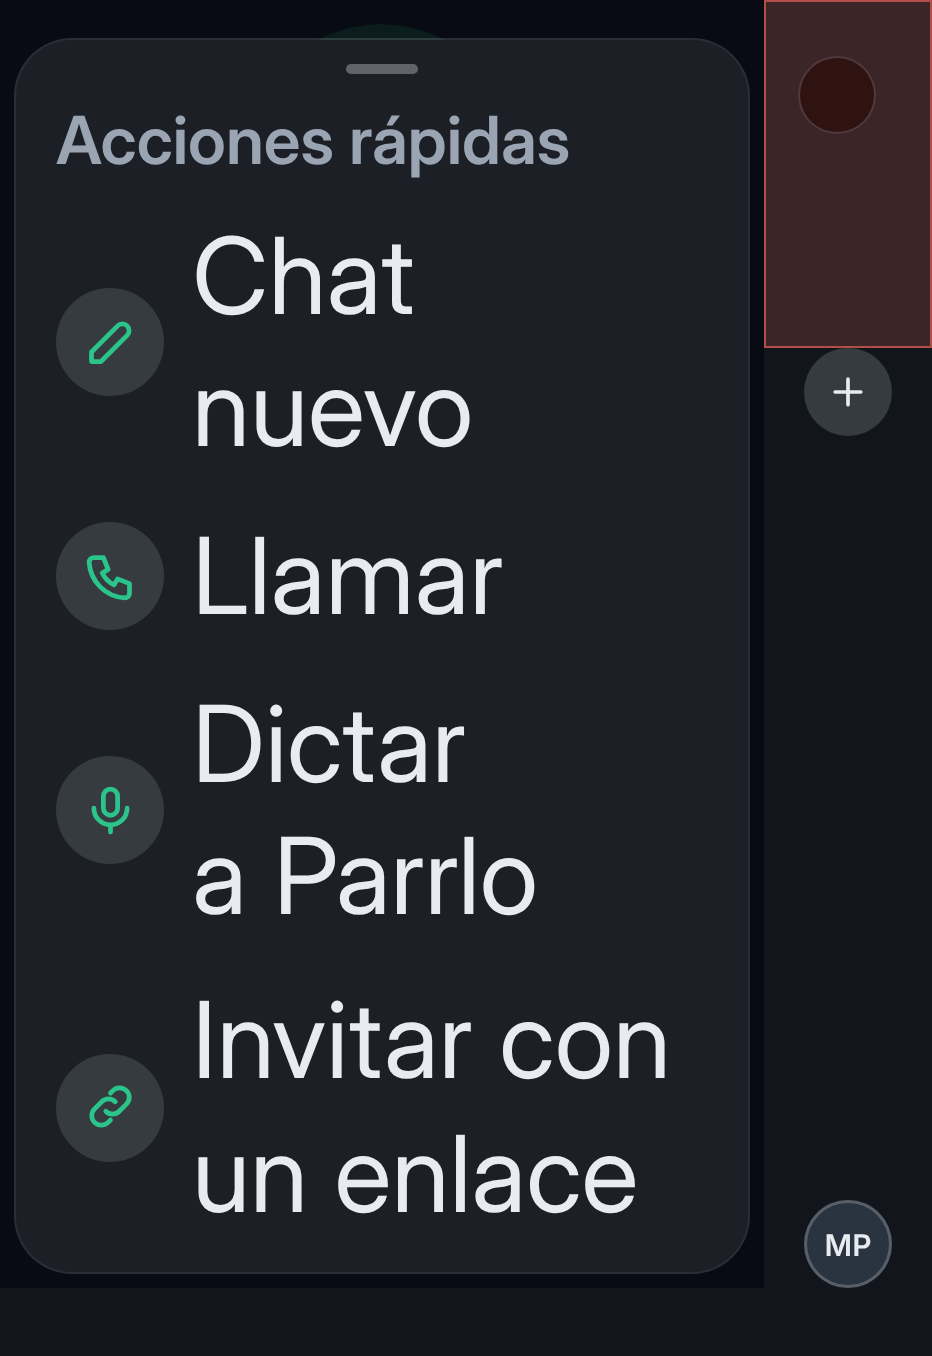 Acciones rápidas
Chat
nuevo
Llamar
Dictar
a Parrlo
Invitar con
un enlace
MP